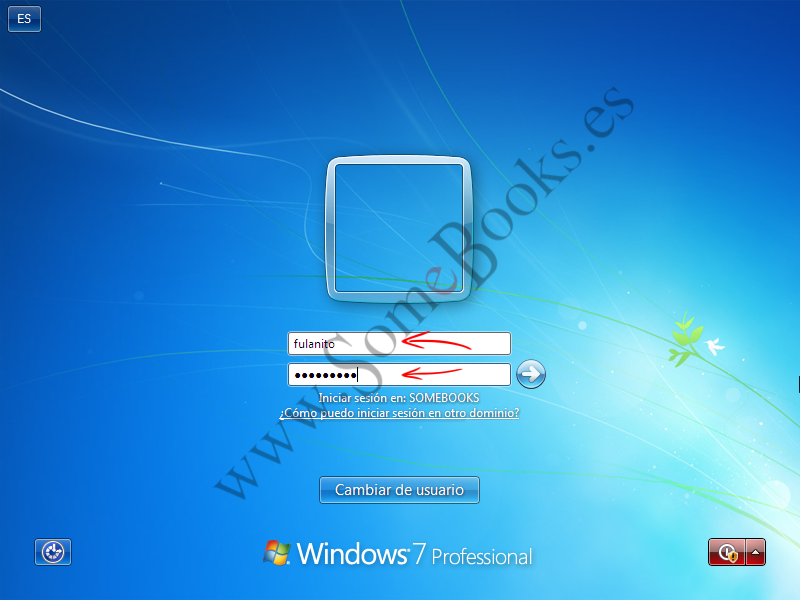 ES
www.SomeBooks.es
fulanito
●●●●●●●●●
Iniciar sesión en: SOMEBOOKS
¿Cómo puedo iniciar sesión en otro dominio?
Cambiar de usuario
Windows 7 Professional